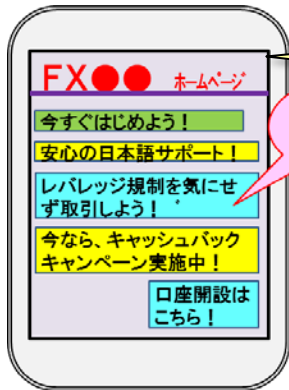 FX●● ホームページ
今すぐはじめよう！
安心の日本語サポート！
レバレッジ規制を気にせ
ず取引しよう！゛
今なら、キャッシュバック
キャンペーン実施中！
口座開設は
こちら！